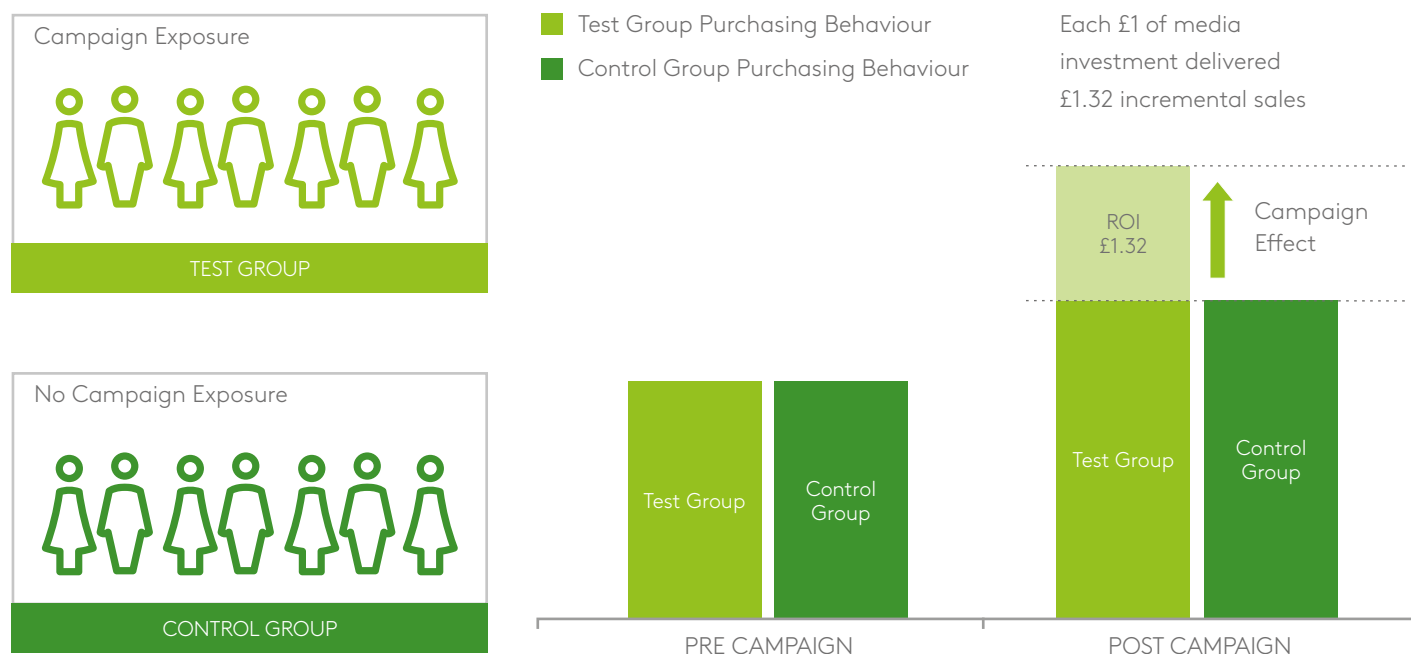 Campaign Exposure
TEST GROUP
No Campaign Exposure
CONTROL GROUP
Test Group Purchasing Behaviour
Control Group Purchasing Behaviour
Each £1 of media
investment delivered
£1.32 incremental sales
ROI
£1.32
Campaign
Effect
Test Group
Control
Group
Test Group
Control
Group
PRE CAMPAIGN
POST CAMPAIGN